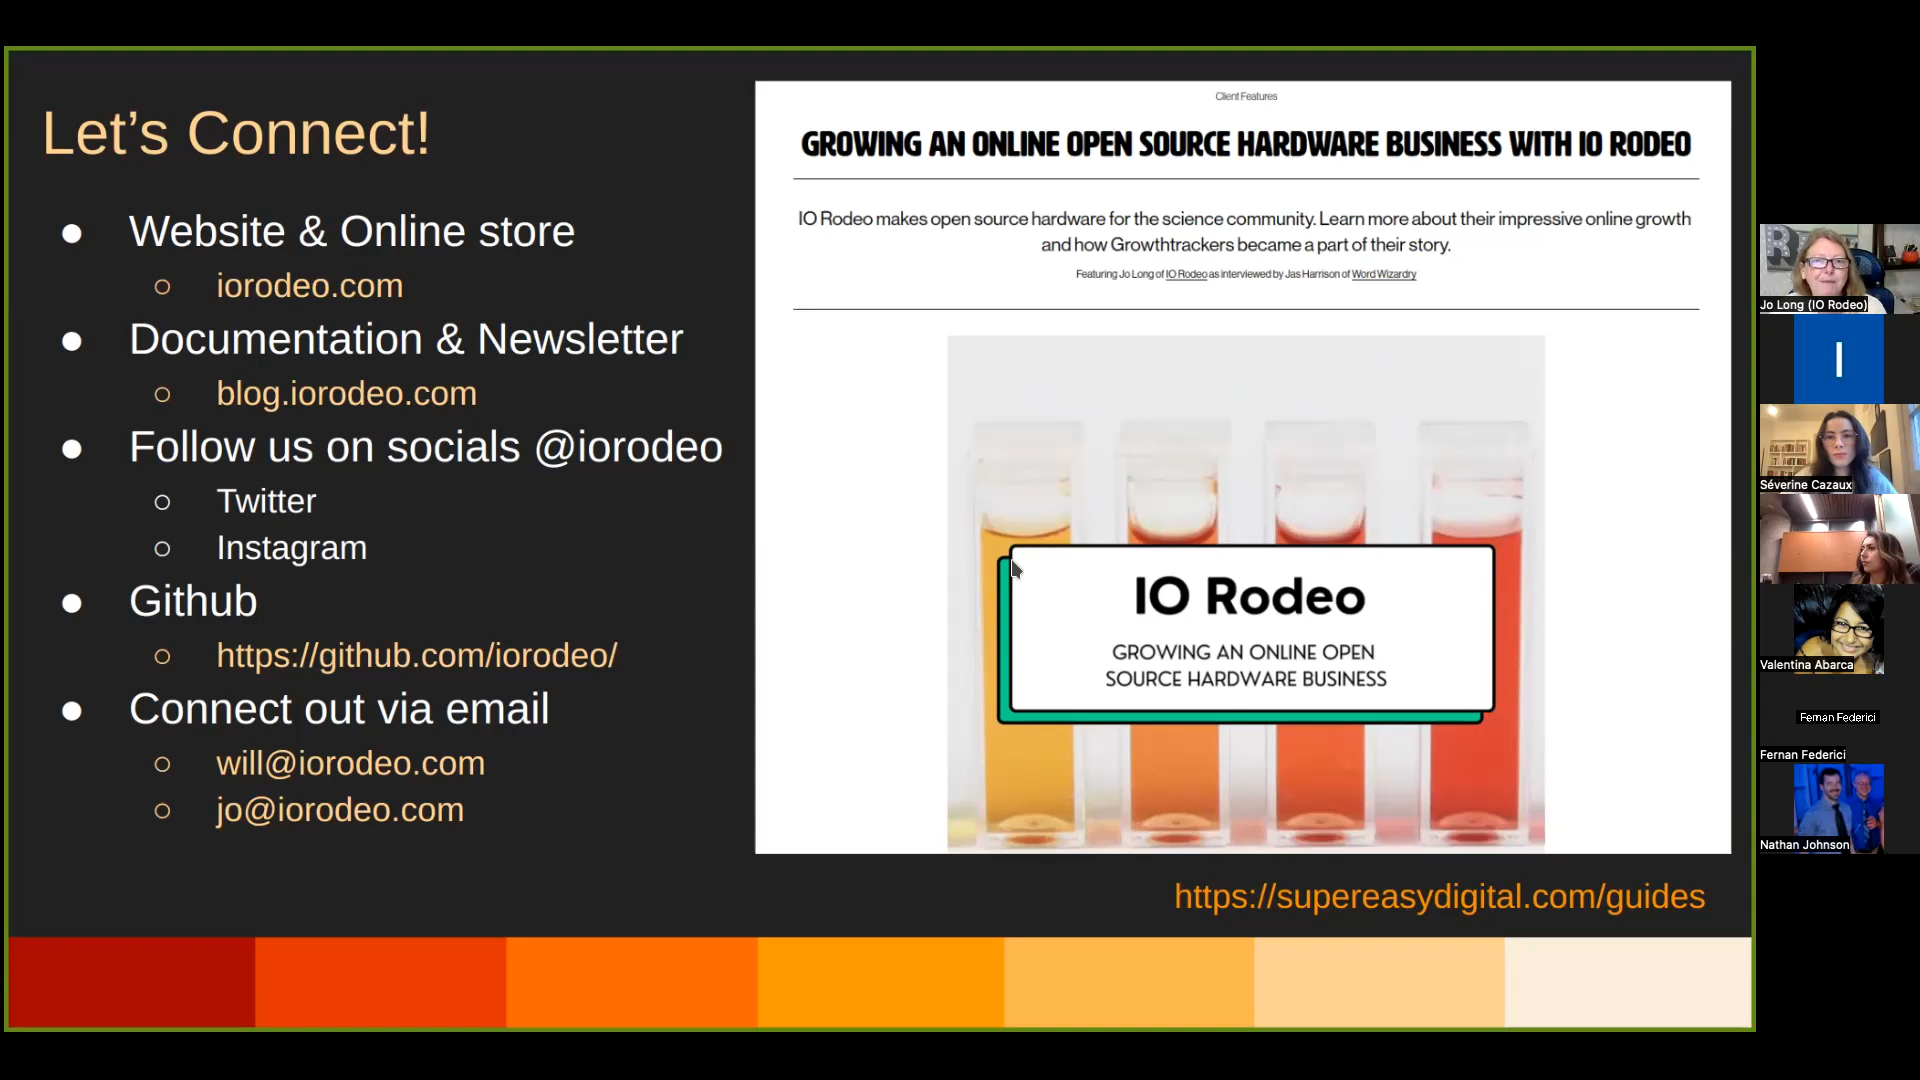 Let's Connect!
● Website & Online store
○ iorodeo.com
● Documentation & Newsletter
○ blog.iorodeo.com
● Follow us on socials @iorodeo
○ Twitter
○ Instagram
● Github
○ https://github.com/iorodeo/
● Connect out via email
○ will@iorodeo.com
○ jo@iorodeo.com
Client Features
GROWING AN ONLINE OPEN SOURCE HARDWARE BUSINESS WITH IO RODEO
IO Rodeo makes open source hardware for the science community. Learn more about their impressive online growth
and how Growthtrackers became a part of their story.
Featuring Jo Long of IO Rodeo as interviewed by Jas Harrison of Word Wizardry
IO Rodeo
GROWING AN ONLINE OPEN
SOURCE HARDWARE BUSINESS
https://supereasydigital.com/guides
R
Jo Long (IO Rodeo)
I
Séverine Cazaux
Valentina Abarca
Fernan Federici
Fernan Federici
Nathan Johnson